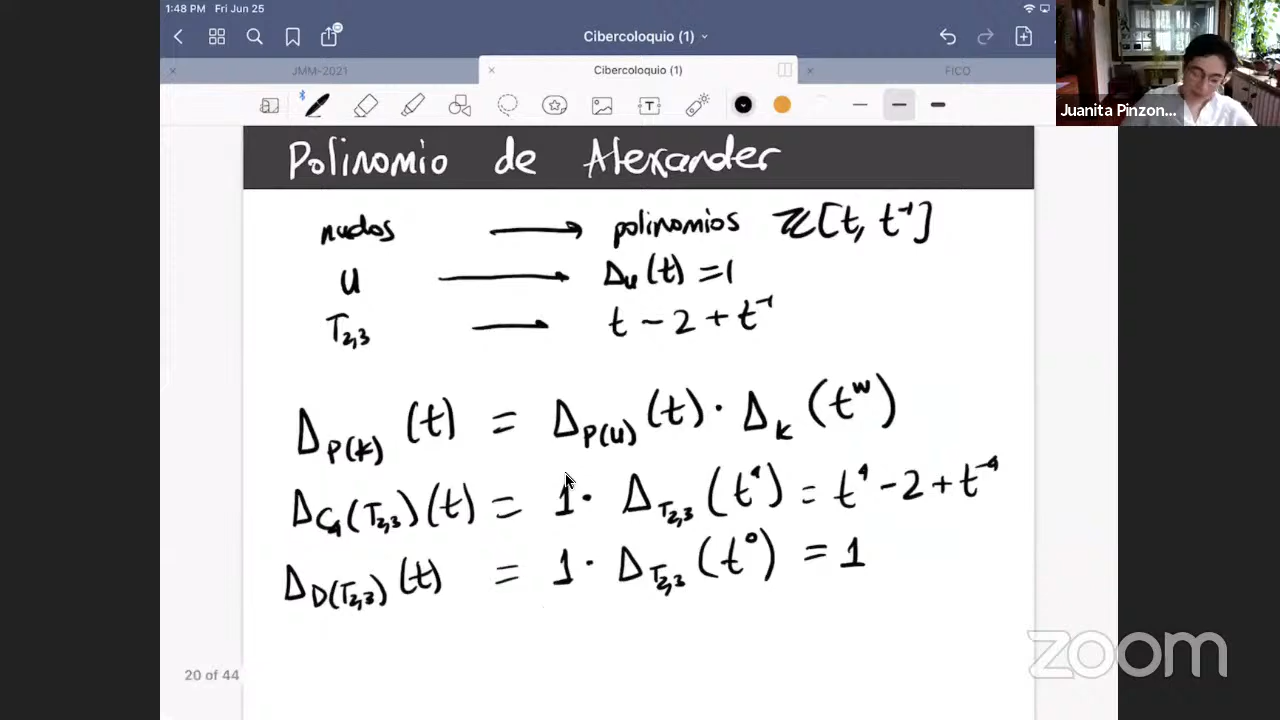 1:48 PM Fri Jun 25
Cibercoloquio (1)
JMM-2021 Cibercoloquio (1) FICO
Juanita Pinzon...
Polinomio de Alexander
nudos → polinomios ℤ[t, t⁻¹]
U → Δ_U(t) = 1
T_{2,3} → t - 2 + t⁻¹
Δ_{P(K)}(t) = Δ_{P(U)}(t) · Δ_K(t^w)
Δ_{C_4(T_{2,3})}(t) = 1 · Δ_{T_{2,3}}(t⁴) = t⁴ - 2 + t⁻⁴
Δ_{D(T_{2,3})}(t) = 1 · Δ_{T_{2,3}}(t⁰) = 1
20 of 44
zoom